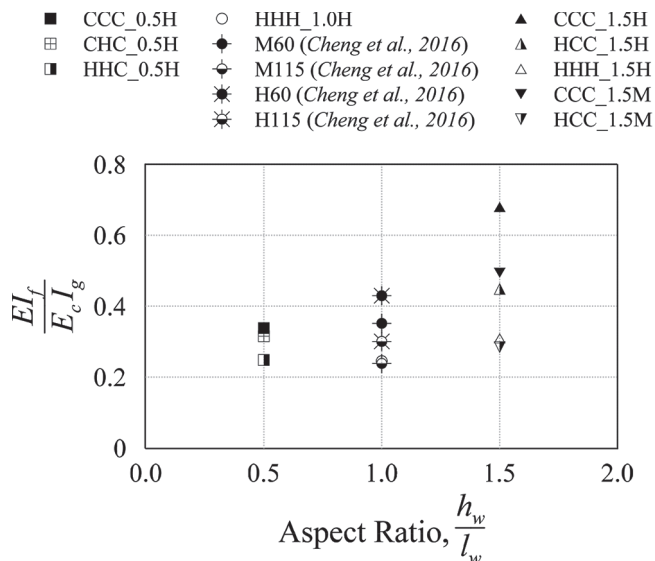 CCC_0.5H HHH_1.0H CCC_1.5H
CHC_0.5H M60 (Cheng et al., 2016) HCC_1.5H
HHC_0.5H M115 (Cheng et al., 2016) HHH_1.5H
H60 (Cheng et al., 2016) CCC_1.5M
H115 (Cheng et al., 2016) HCC_1.5M
0.8
0.6
0.4
0.2
0
EI_f
E_c I_g
0.0 0.5 1.0 1.5 2.0
Aspect Ratio, h_w
l_w